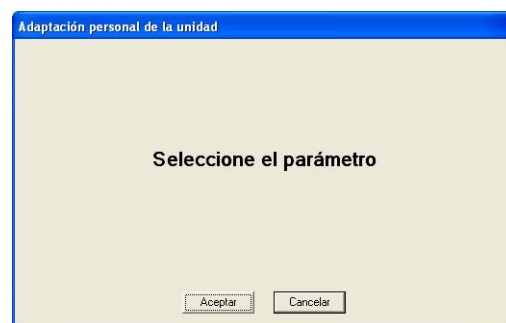 Adaptación personal de la unidad
Seleccione el parámetro
Aceptar Cancelar